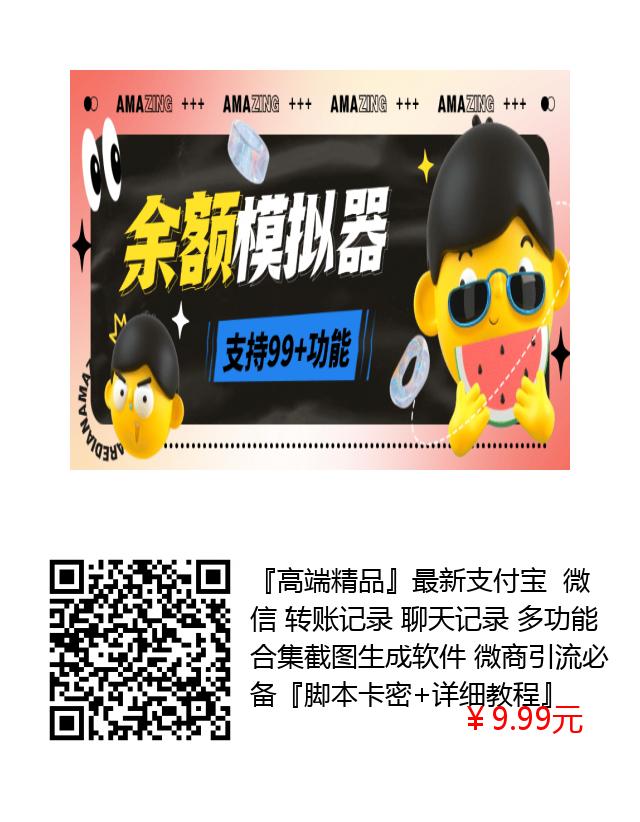 AMAZING +++ AMAZING +++ AMAZING +++ AMAZING +++
余额模拟器
支持99+功能
『高端精品』最新支付宝 微
信 转账记录 聊天记录 多功能
合集截图生成软件 微商引流必
备『脚本卡密+详细教程』
¥9.99元